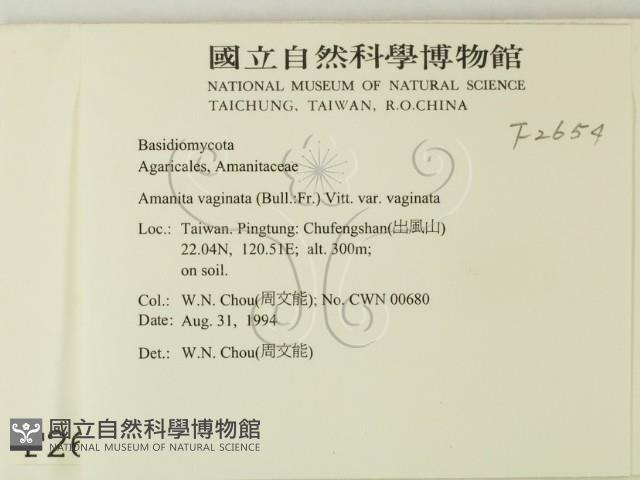 國立自然科學博物館
NATIONAL MUSEUM OF NATURAL SCIENCE
TAICHUNG, TAIWAN, R.O.CHINA
F2654
Basidiomycota
Agaricales, Amanitaceae
Amanita vaginata (Bull.:Fr.) Vitt. var. vaginata
Loc.: Taiwan. Pingtung: Chufengshan(出風山)
22.04N, 120.51E; alt. 300m;
on soil.
Col.: W.N. Chou(周文能); No. CWN 00680
Date: Aug. 31, 1994
Det.: W.N. Chou(周文能)
國立自然科學博物館
NATIONAL MUSEUM OF NATURAL SCIENCE